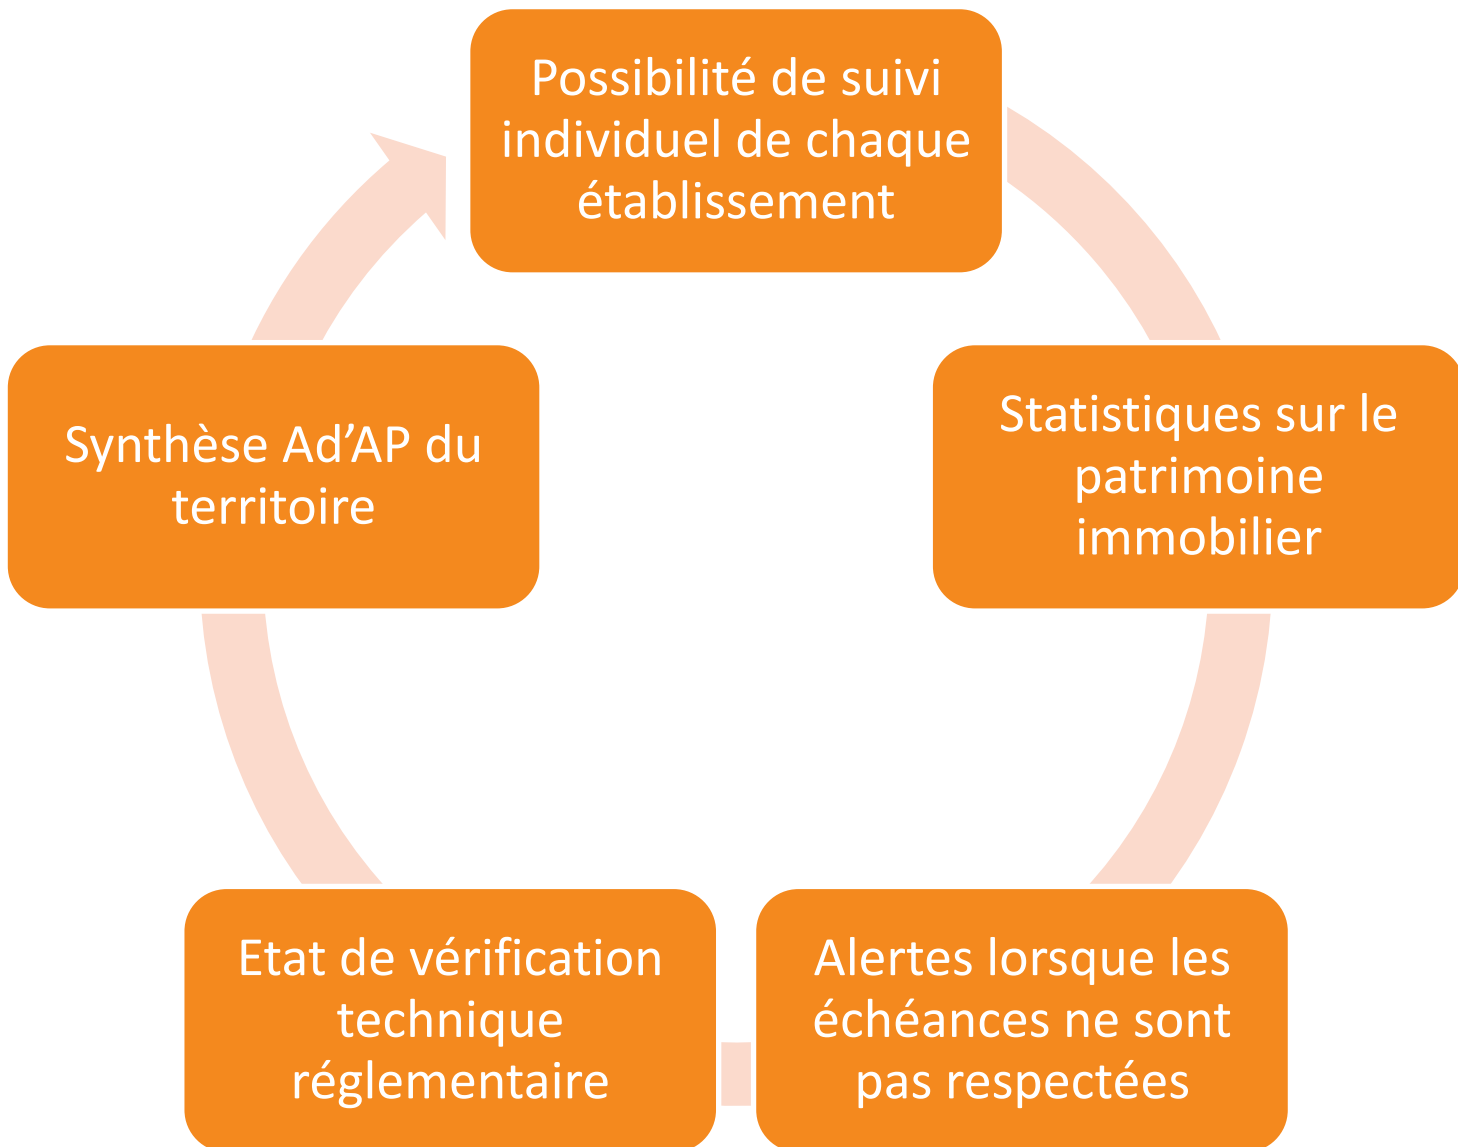 Possibilité de suivi
individuel de chaque
établissement
Statistiques sur le
patrimoine
immobilier
Alertes lorsque les
échéances ne sont
pas respectées
Etat de vérification
technique
réglementaire
Synthèse Ad’AP du
territoire